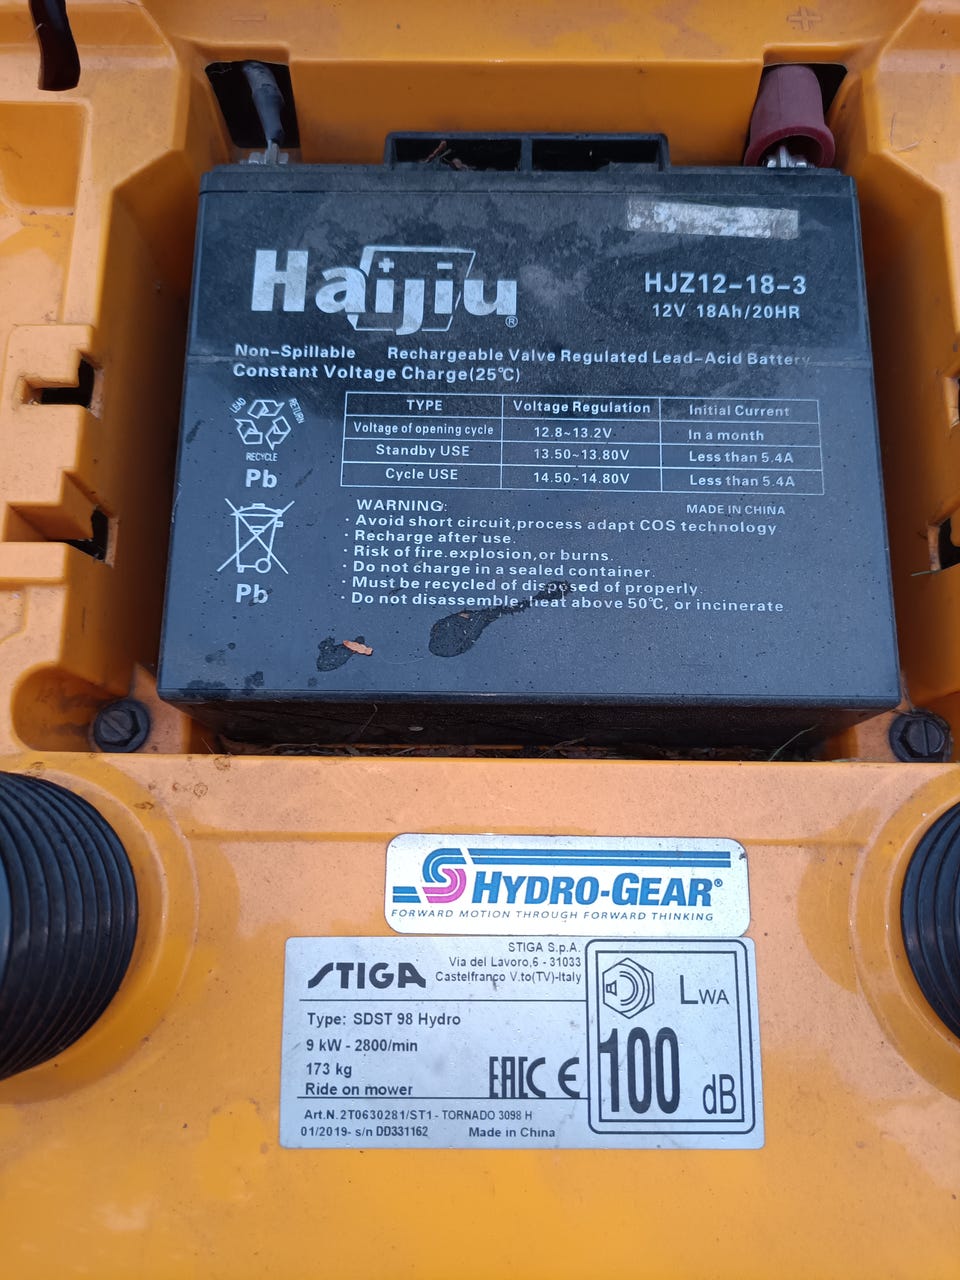 Haijiu®
HJZ12-18-3
12V 18Ah/20HR
Non-Spillable Rechargeable Valve Regulated Lead-Acid Battery
Constant Voltage Charge(25℃)
LEAD
RETURN
RECYCLE
Pb
TYPE Voltage Regulation Initial Current
Voltage of opening cycle 12.8~13.2V In a month
Standby USE 13.50~13.80V Less than 5.4A
Cycle USE 14.50~14.80V Less than 5.4A
WARNING: MADE IN CHINA
· Avoid short circuit,process adapt COS technology
· Recharge after use.
· Risk of fire.explosion,or burns.
· Do not charge in a sealed container.
· Must be recycled of disposed of properly.
· Do not disassemble, heat above 50℃, or incinerate
Pb
HYDRO-GEAR®
FORWARD MOTION THROUGH FORWARD THINKING
STIGA
STIGA S.p.A.
Via del Lavoro,6 - 31033
Castelfranco V.to(TV)-Italy
Type: SDST 98 Hydro
9 kW - 2800/min
173 kg
Ride on mower
EAC CE
Art.N.2T0630281/ST1 - TORNADO 3098 H
01/2019- s/n DD331162 Made in China
LWA
100
dB